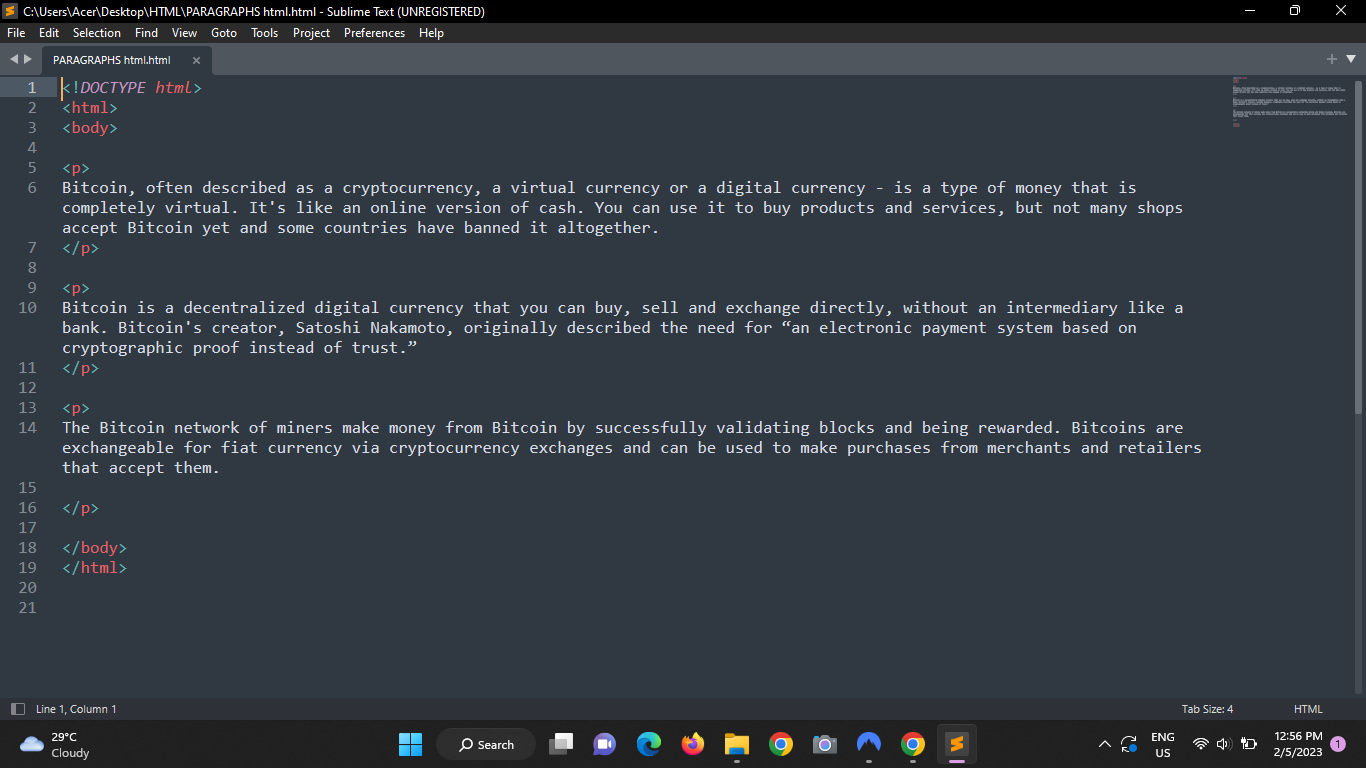 C:\Users\Acer\Desktop\HTML\PARAGRAPHS html.html - Sublime Text (UNREGISTERED)
File Edit Selection Find View Goto Tools Project Preferences Help
PARAGRAPHS html.html
1 <!DOCTYPE html>
2 <html>
3 <body>
4
5 <p>
6 Bitcoin, often described as a cryptocurrency, a virtual currency or a digital currency - is a type of money that is
completely virtual. It's like an online version of cash. You can use it to buy products and services, but not many shops
accept Bitcoin yet and some countries have banned it altogether.
7 </p>
8
9 <p>
10 Bitcoin is a decentralized digital currency that you can buy, sell and exchange directly, without an intermediary like a
bank. Bitcoin's creator, Satoshi Nakamoto, originally described the need for “an electronic payment system based on
cryptographic proof instead of trust.”
11 </p>
12
13 <p>
14 The Bitcoin network of miners make money from Bitcoin by successfully validating blocks and being rewarded. Bitcoins are
exchangeable for fiat currency via cryptocurrency exchanges and can be used to make purchases from merchants and retailers
that accept them.
15
16 </p>
17
18 </body>
19 </html>
20
21
Line 1, Column 1 Tab Size: 4 HTML
29°C
Cloudy
Search
ENG
US
12:56 PM
2/5/2023
1